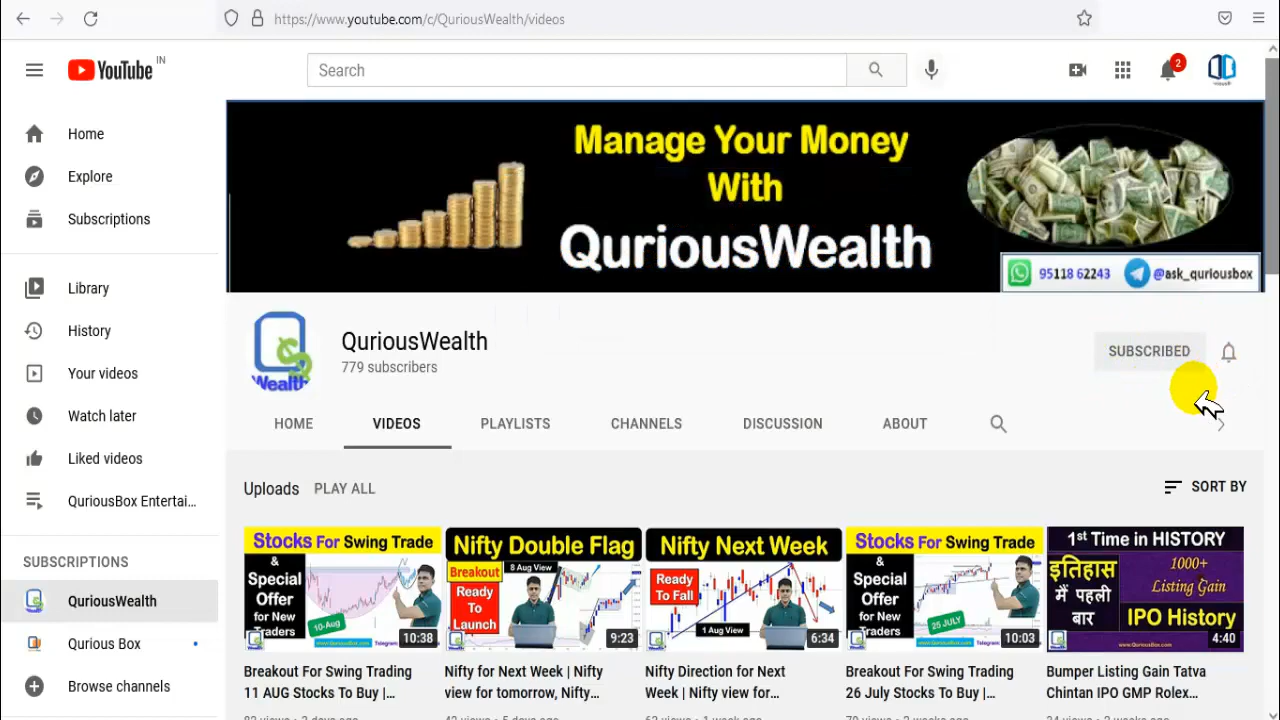 https://www.youtube.com/c/QuriousWealth/videos
YouTube IN
Search
2
Home
Explore
Subscriptions
Library
History
Your videos
Watch later
Liked videos
QuriousBox Entertai...
SUBSCRIPTIONS
QuriousWealth
Qurious Box
Browse channels
Manage Your Money
With
QuriousWealth
95118 62243 @ask_quriousbox
Wealth
QuriousWealth
779 subscribers
SUBSCRIBED
HOME VIDEOS PLAYLISTS CHANNELS DISCUSSION ABOUT
Uploads PLAY ALL
SORT BY
Stocks For Swing Trade
&
Special
Offer
for New
Traders
10-Aug
www.QuriousBox.com
Telegram
10:38
Breakout For Swing Trading
11 AUG Stocks To Buy |...
Nifty Double Flag
Breakout
8 Aug View
Ready
To
Launch
9:23
Nifty for Next Week | Nifty
view for tomorrow, Nifty...
Nifty Next Week
Ready
To Fall
1 Aug View
6:34
Nifty Direction for Next
Week | Nifty view for...
Stocks For Swing Trade
&
Special
Offer
for New
Traders
25 JULY
10:03
Breakout For Swing Trading
26 July Stocks To Buy |...
1st Time in HISTORY
इतिहास
में पहली
बार
1000+
Listing Gain
IPO History
www.QuriousBox.com
4:40
Bumper Listing Gain Tatva
Chintan IPO GMP Rolex...